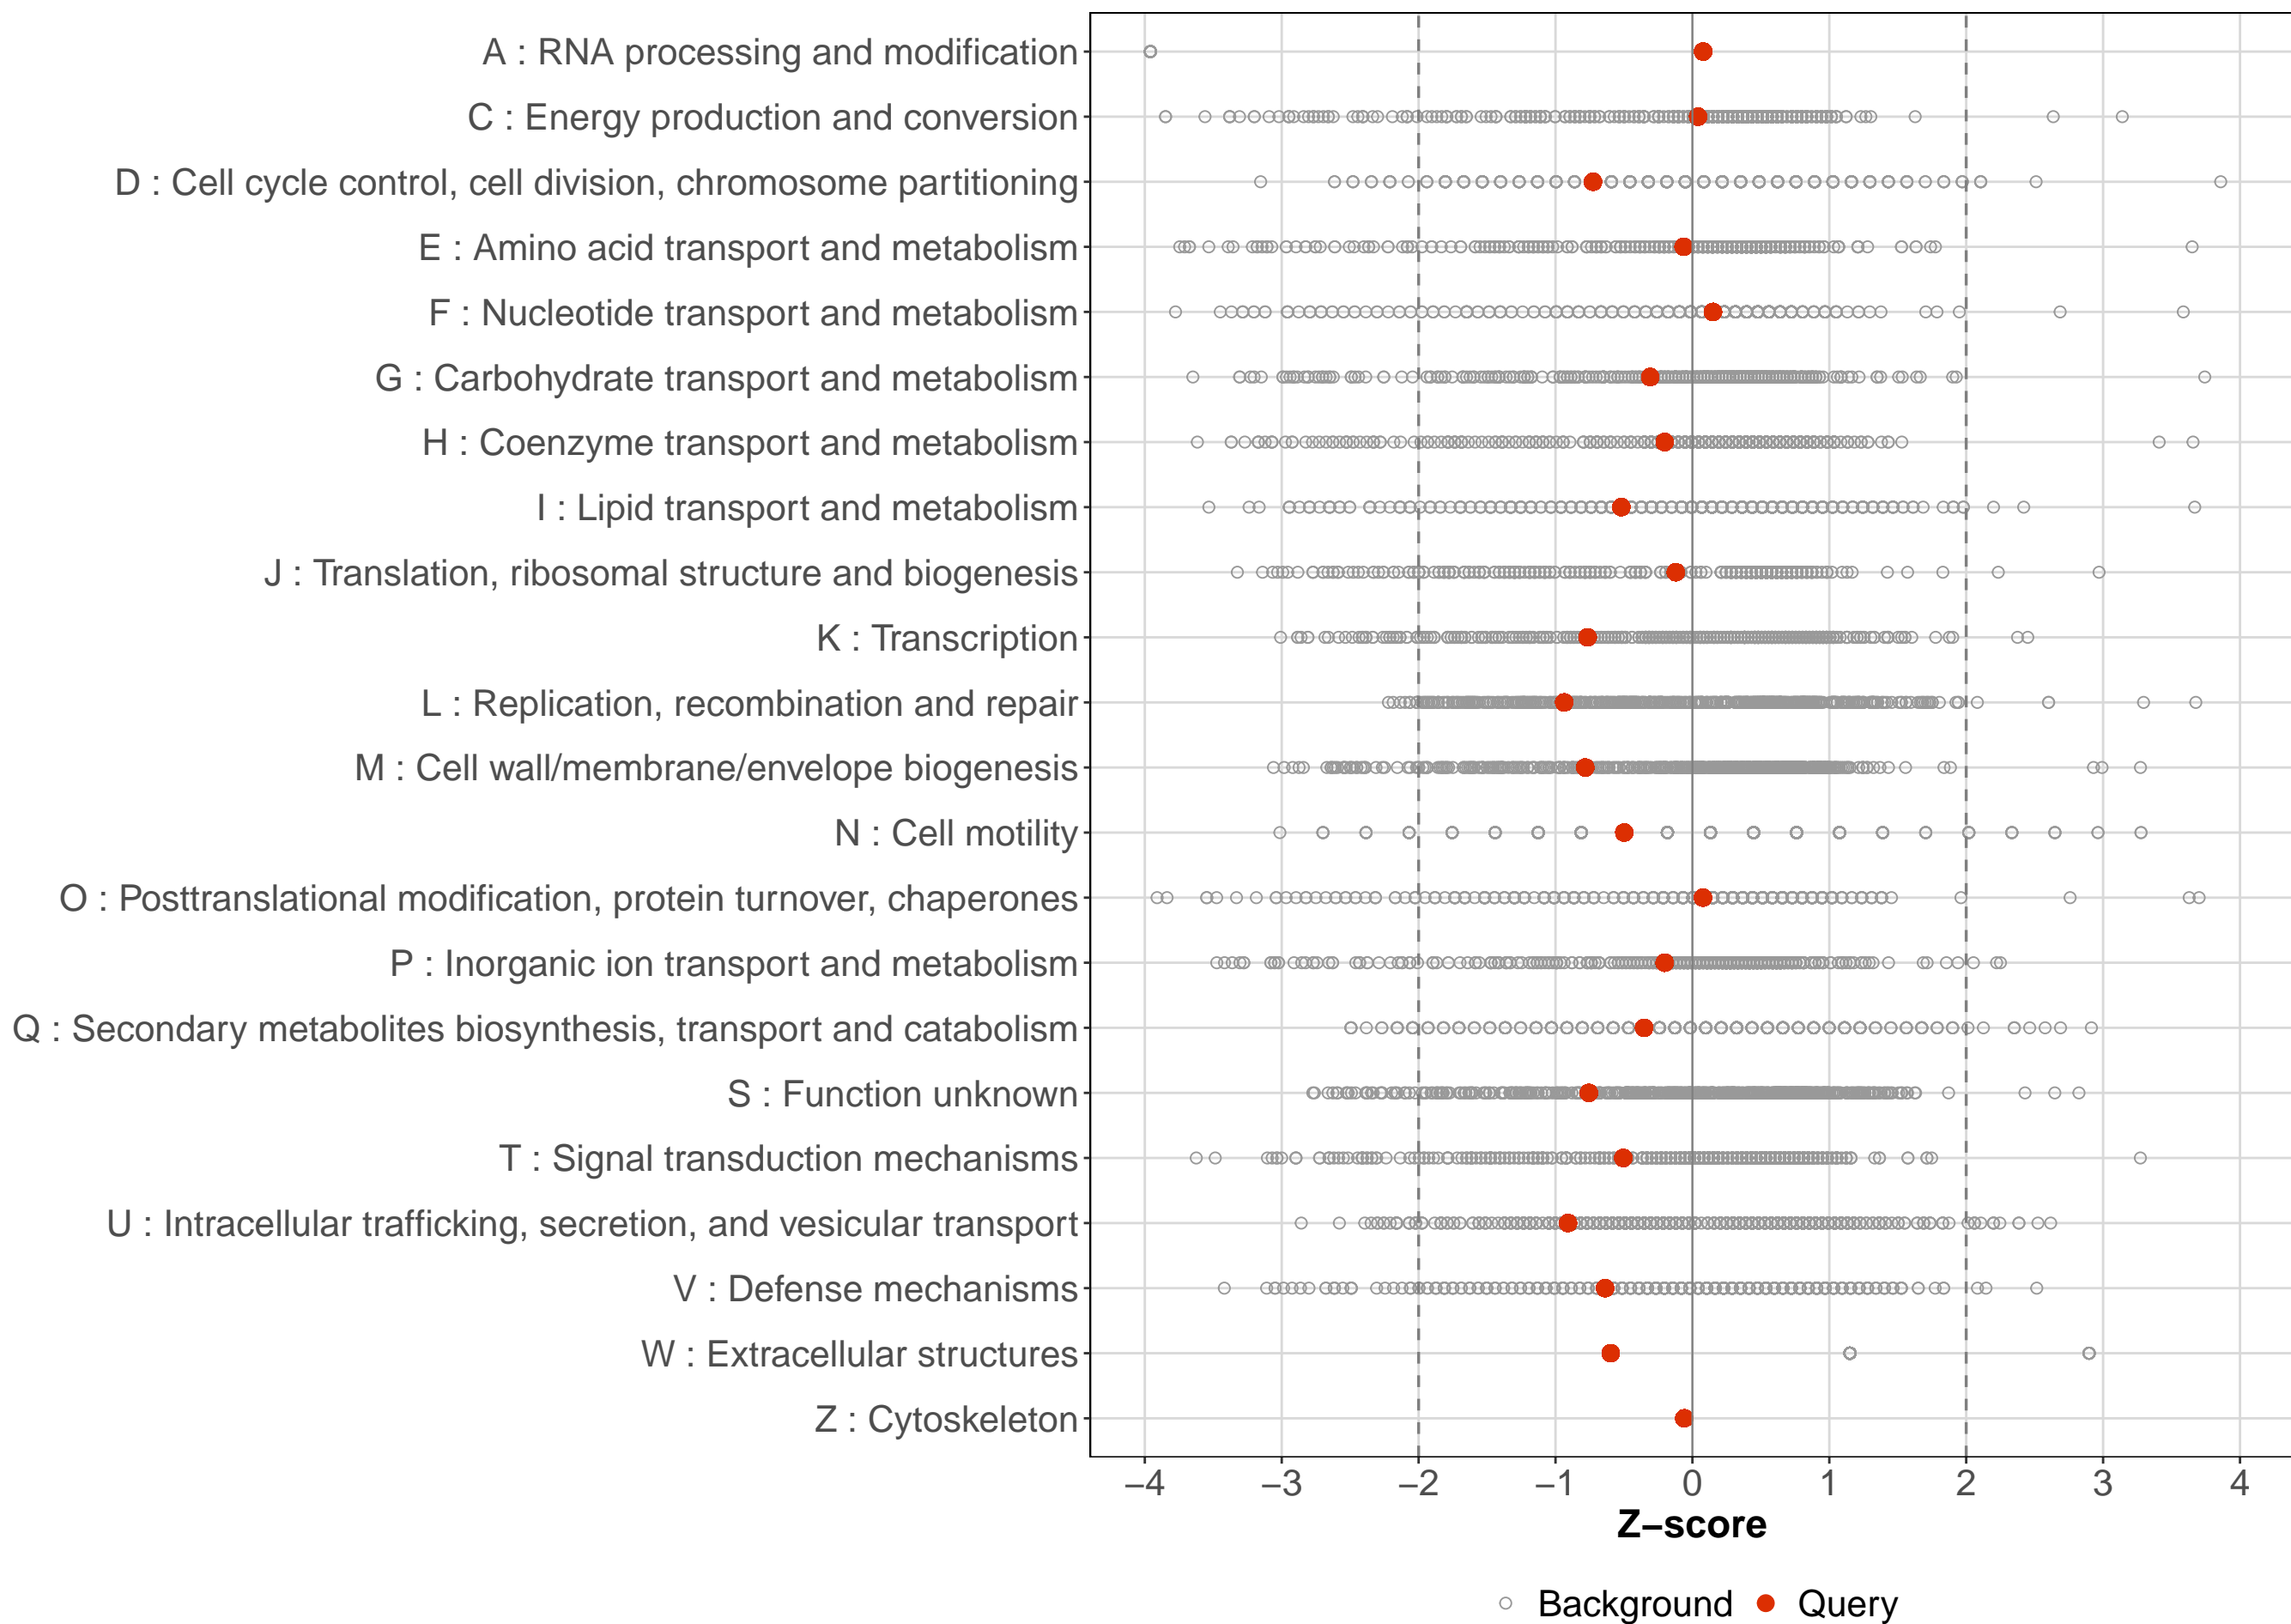 A : RNA processing and modification
C : Energy production and conversion
D : Cell cycle control, cell division, chromosome partitioning
E : Amino acid transport and metabolism
F : Nucleotide transport and metabolism
G : Carbohydrate transport and metabolism
H : Coenzyme transport and metabolism
I : Lipid transport and metabolism
J : Translation, ribosomal structure and biogenesis
K : Transcription
L : Replication, recombination and repair
M : Cell wall/membrane/envelope biogenesis
N : Cell motility
O : Posttranslational modification, protein turnover, chaperones
P : Inorganic ion transport and metabolism
Q : Secondary metabolites biosynthesis, transport and catabolism
S : Function unknown
T : Signal transduction mechanisms
U : Intracellular trafficking, secretion, and vesicular transport
V : Defense mechanisms
W : Extracellular structures
Z : Cytoskeleton
−4 −3 −2 −1 0 1 2 3 4
Z−score
Background Query